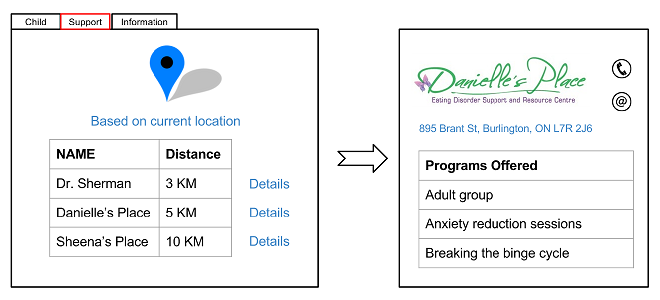 Child Support Information
Based on current location
NAME Distance
Dr. Sherman 3 KM Details
Danielle's Place 5 KM Details
Sheena's Place 10 KM Details
Danielle's Place
Eating Disorder Support and Resource Centre
@
895 Brant St, Burlington, ON L7R 2J6
Programs Offered
Adult group
Anxiety reduction sessions
Breaking the binge cycle